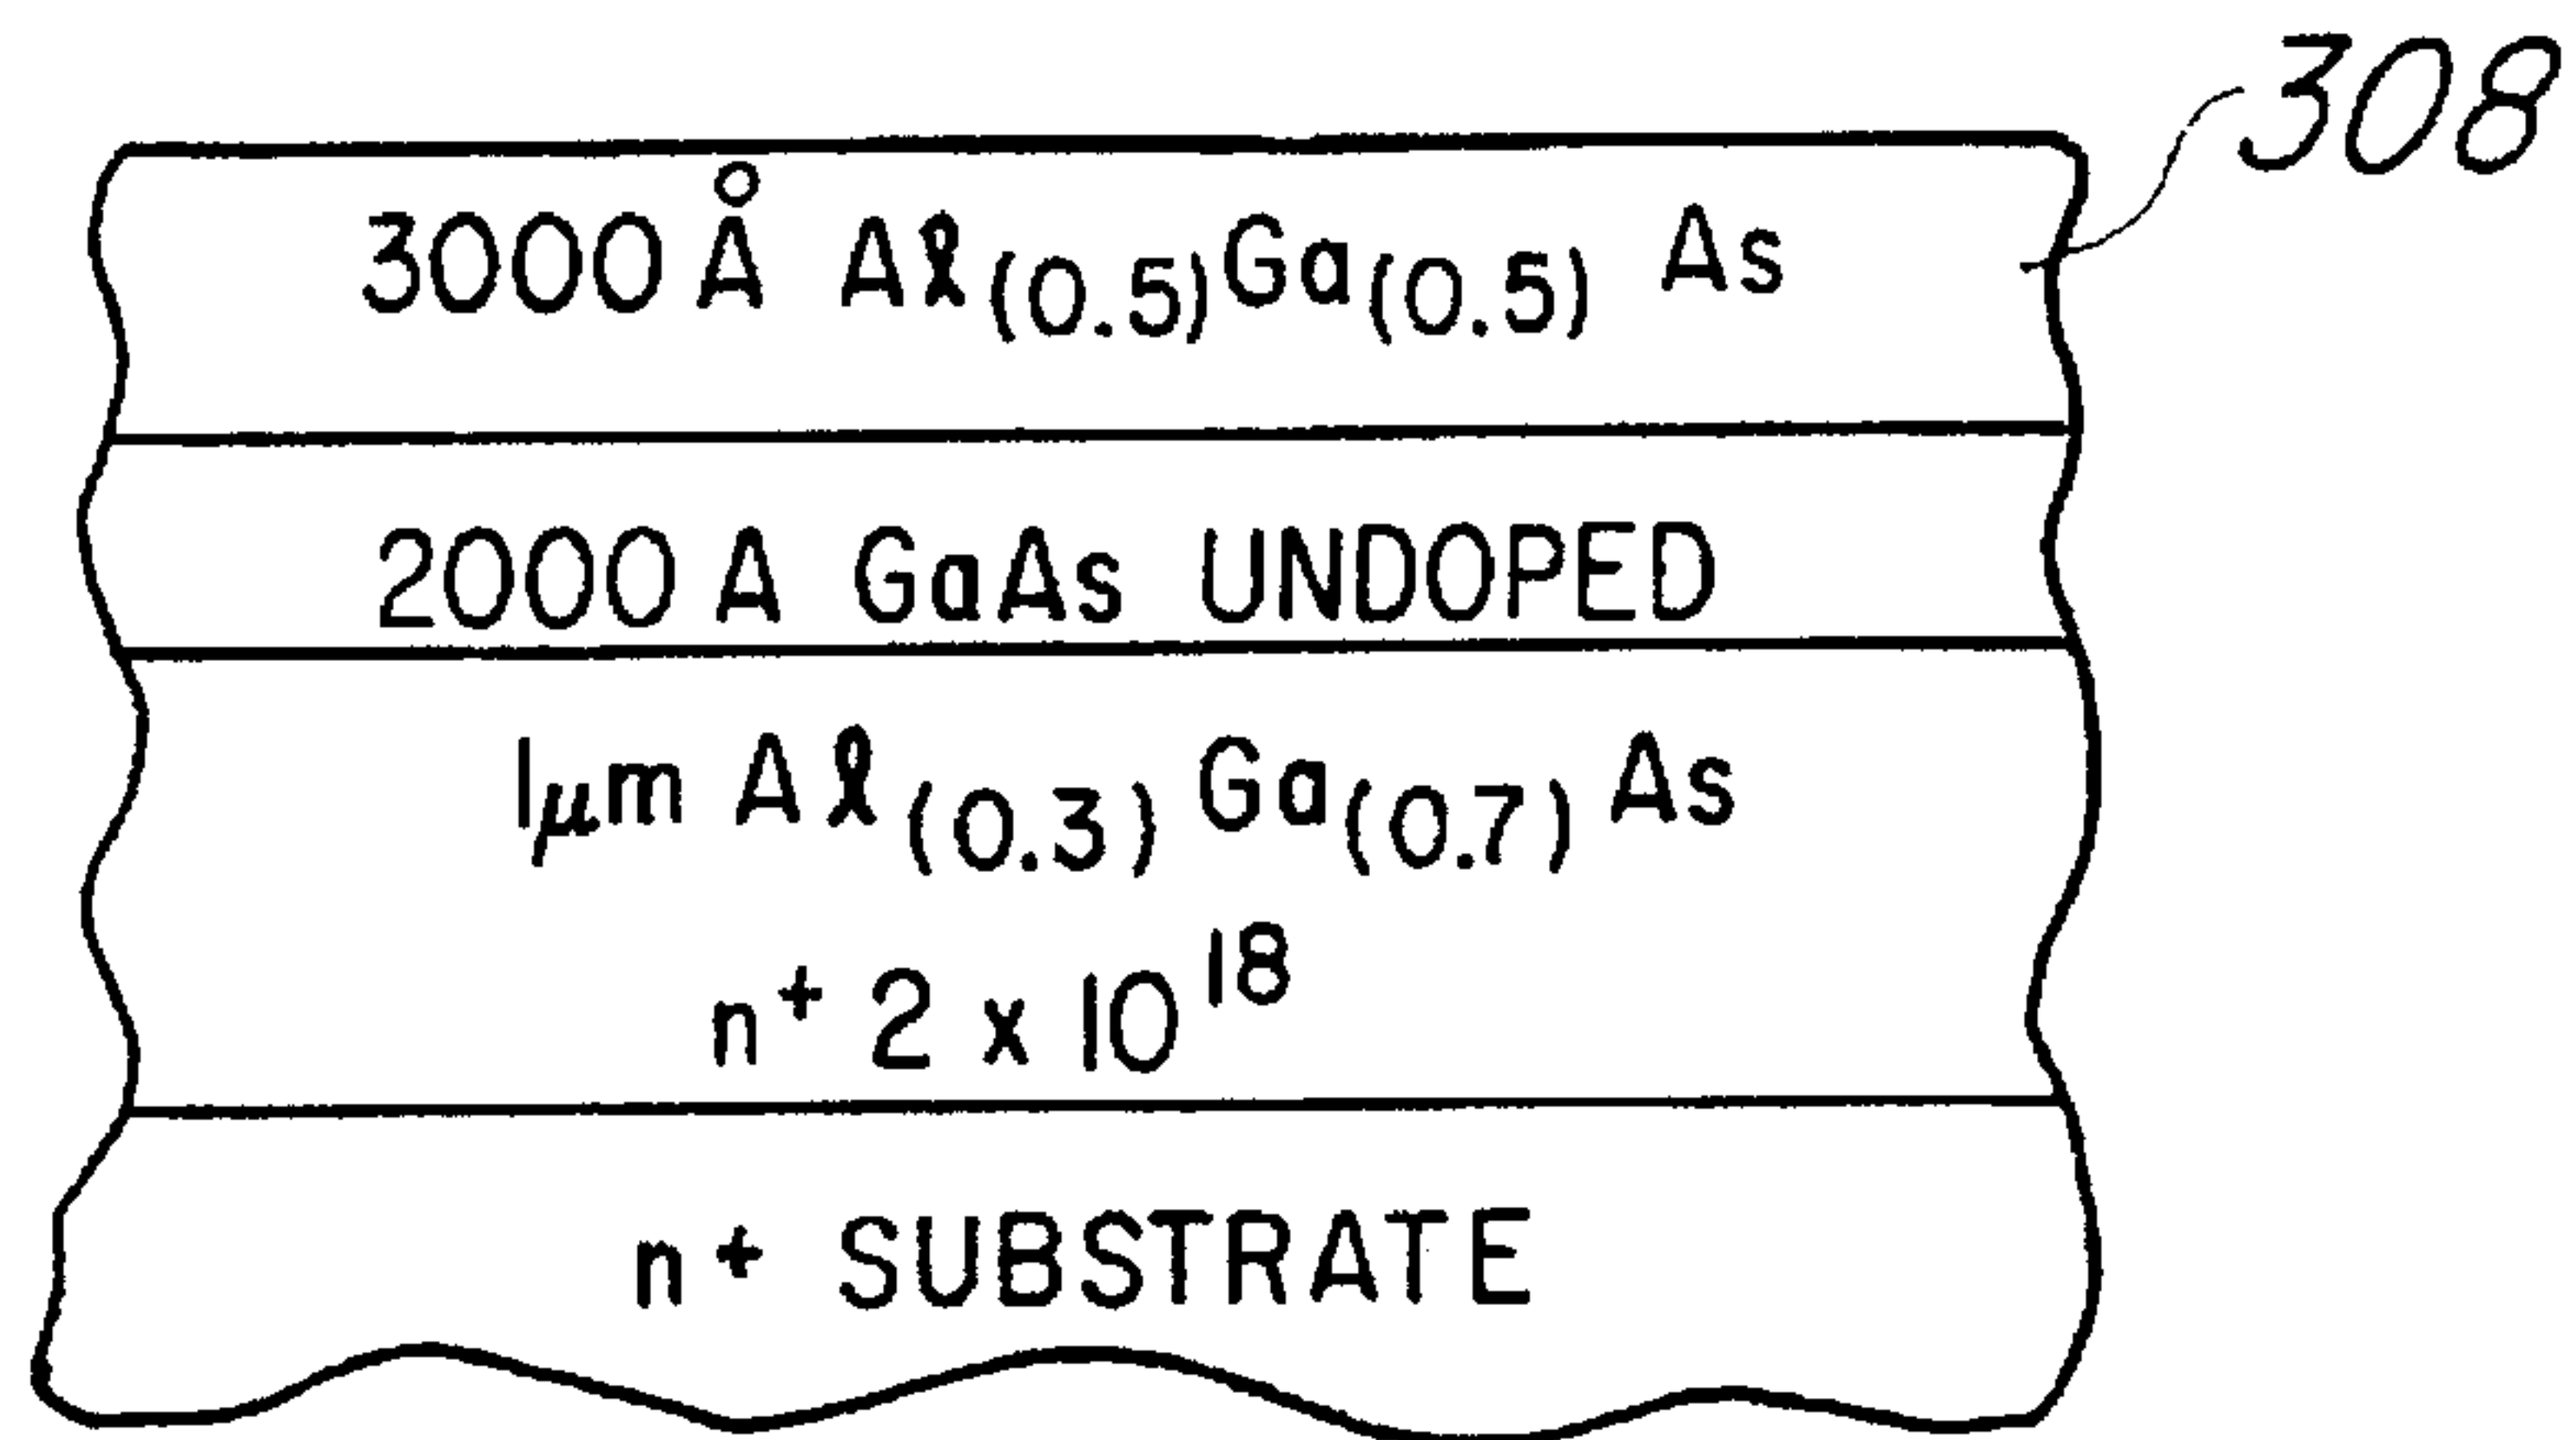 308
3000 Å Aℓ(0.5)Ga(0.5) As
2000 A GaAs UNDOPED
1μm Aℓ(0.3) Ga(0.7) As
n+ 2 x 10^18
n+ SUBSTRATE